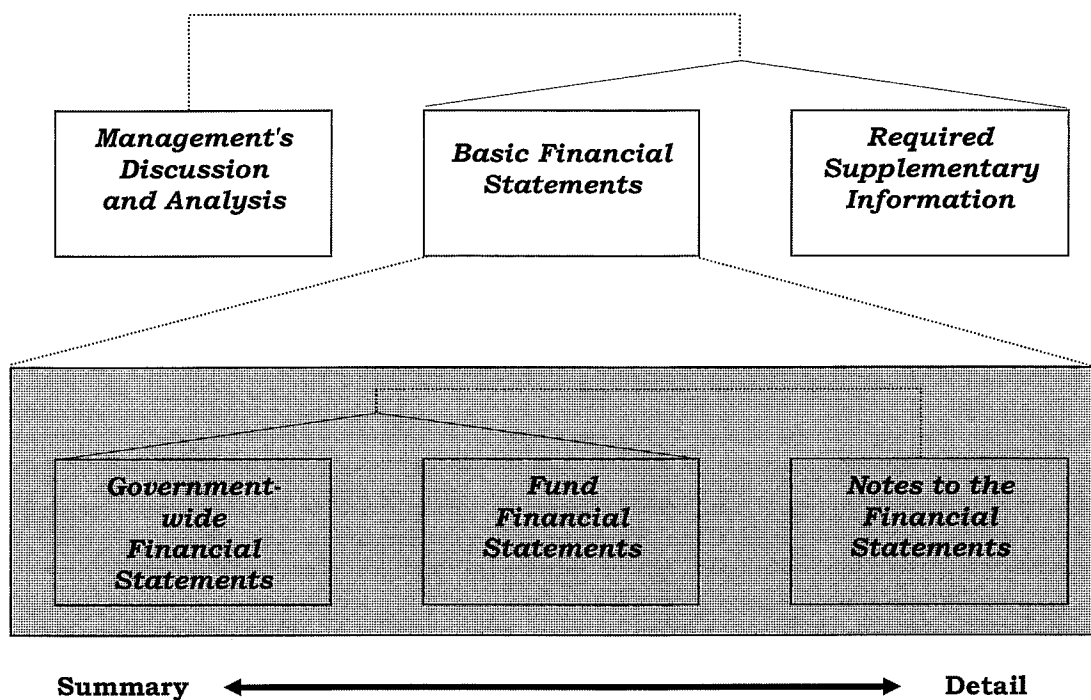 Management's
Discussion
and Analysis
Basic Financial
Statements
Required
Supplementary
Information
Government-
wide
Financial
Statements
Fund
Financial
Statements
Notes to the
Financial
Statements
Summary
Detail